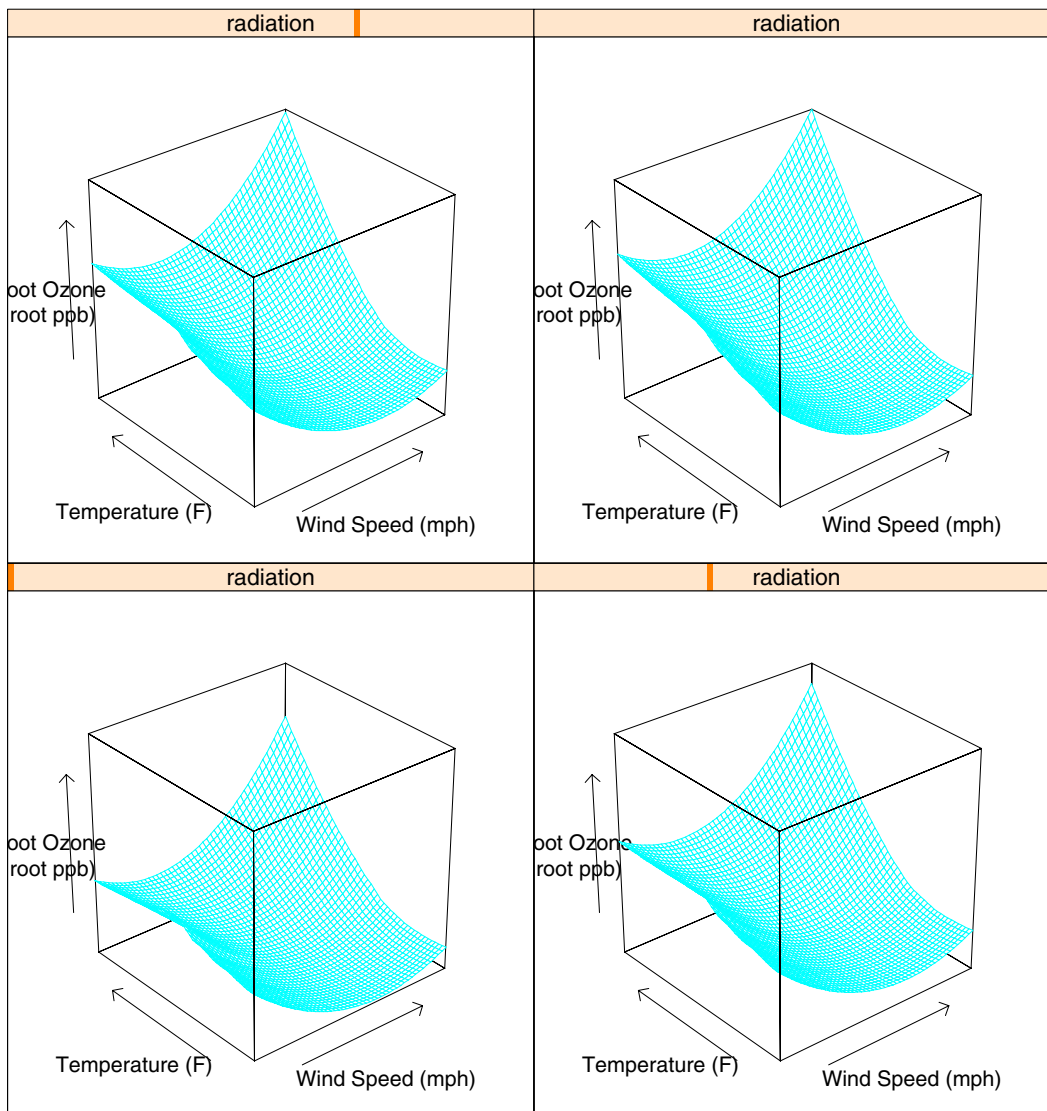 radiation
radiation
oot Ozone
root ppb)
Temperature (F)
Wind Speed (mph)
oot Ozone
root ppb)
Temperature (F)
Wind Speed (mph)
radiation
radiation
oot Ozone
root ppb)
Temperature (F)
Wind Speed (mph)
oot Ozone
root ppb)
Temperature (F)
Wind Speed (mph)